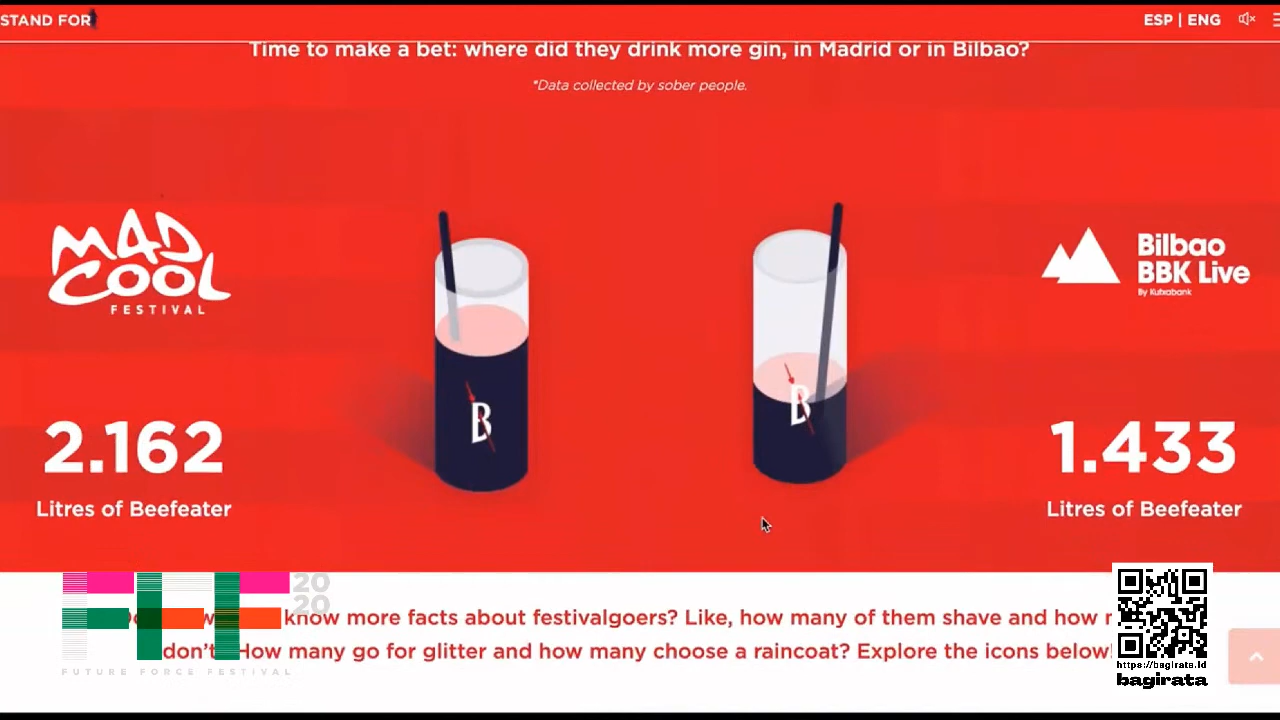 STAND FOR
ESP | ENG
Time to make a bet: where did they drink more gin, in Madrid or in Bilbao?
*Data collected by sober people.
MAD
COOL
FESTIVAL
Bilbao
BBK Live
By Kutxabank
B
B
2.162
Litres of Beefeater
1.433
Litres of Beefeater
FFF
20
20
know more facts about festivalgoers? Like, how many of them shave and how
don't How many go for glitter and how many choose a raincoat? Explore the icons below!
FUTURE FORCE FESTIVAL
https://bagirata.id
bagirata